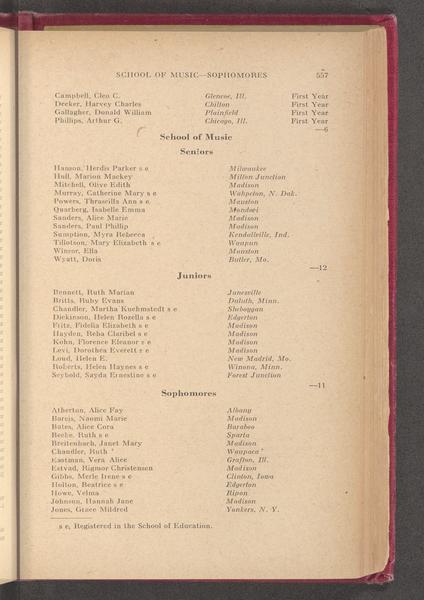 SCHOOL OF MUSIC—SOPHOMORES 557
Campbell, Cleo C. Glencoe, Ill. First Year
Decker, Harvey Charles Chilton First Year
Gallagher, Donald William Plainfield First Year
Phillips, Arthur G. Chicago, Ill. First Year
—6
School of Music
Seniors
Hanson, Herdis Parker s e Milwaukee
Hull, Marion Mackey Milton Junction
Mitchell, Olive Edith Madison
Murray, Catherine Mary s e Wahpeton, N. Dak.
Powers, Thrascilla Ann s e Mauston
Quarberg, Isabelle Emma Mondovi
Sanders, Alice Marie Madison
Sanders, Paul Phillip Madison
Sumption, Myra Rebecca Kendallville, Ind.
Tillotson, Mary Elizabeth s e Waupun
Winsor, Ella Mauston
Wyatt, Doris Butler, Mo.
—12
Juniors
Bennett, Ruth Marian Janesville
Britts, Ruby Evans Duluth, Minn.
Chandler, Martha Kuehmstedt s e Sheboygan
Dickinson, Helen Rozella s e Edgerton
Fritz, Fidelia Elizabeth s e Madison
Hayden, Reba Claribel s e Madison
Kohn, Florence Eleanor s e Madison
Levi, Dorothea Everett s e Madison
Loud, Helen E. New Madrid, Mo.
Roberts, Helen Haynes s e Winona, Minn.
Seybold, Sayda Ernestine s e Forest Junction
—11
Sophomores
Atherton, Alice Fay Albany
Bareis, Naomi Marie Madison
Bates, Alice Cora Baraboo
Beebe, Ruth s e Sparta
Breitenbach, Janet Mary Madison
Chandler, Ruth Waupaca
Eastman, Vera Alice Grafton, Ill.
Estvad, Rigmor Christensen Madison
Gibbs, Merle Irene s e Clinton, Iowa
Holton, Beatrice s e Edgerton
Howe, Velma Ripon
Johnson, Hannah Jane Madison
Jones, Grace Mildred Yonkers, N. Y.
s e, Registered in the School of Education.